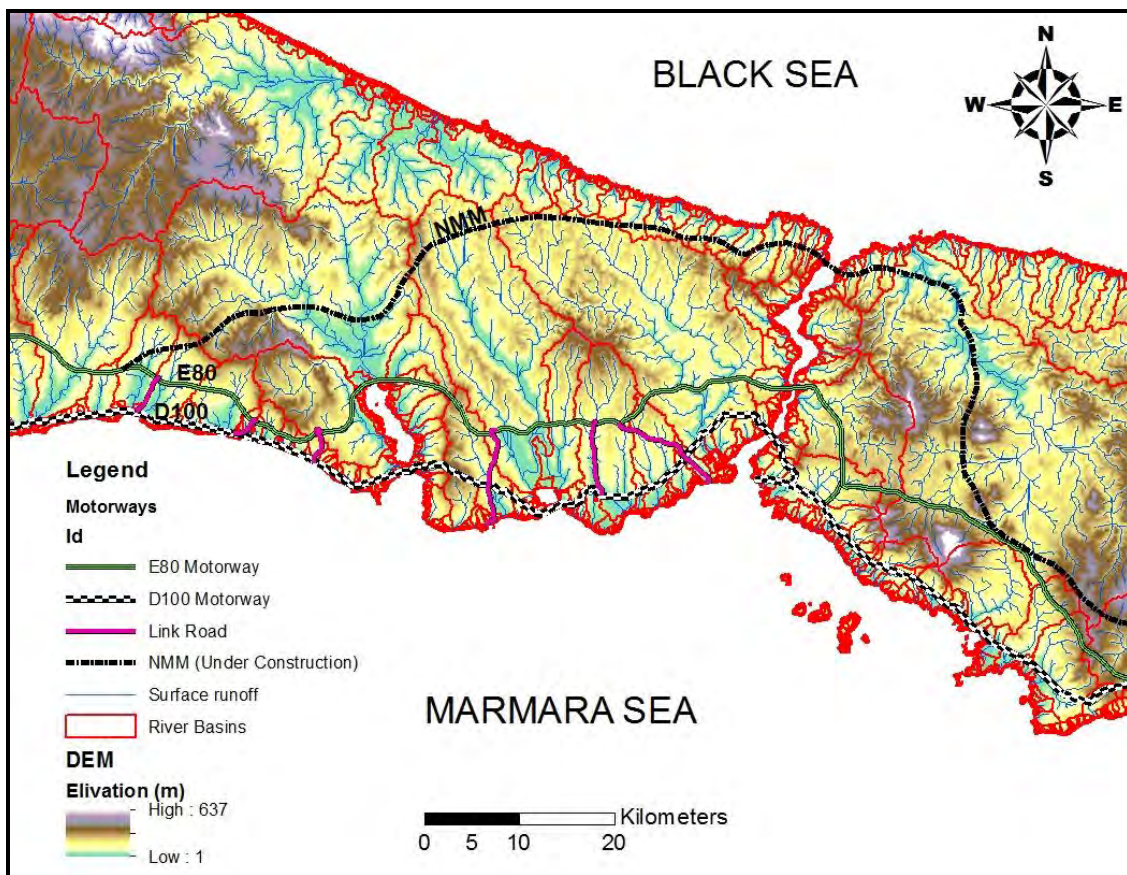 BLACK SEA
N
W E
S
NMM
E80
D100
Legend
Motorways
Id
E80 Motorway
D100 Motorway
Link Road
NMM (Under Construction)
Surface runoff
River Basins
DEM
Elivation (m)
High : 637
Low : 1
MARMARA SEA
Kilometers
0 5 10 20